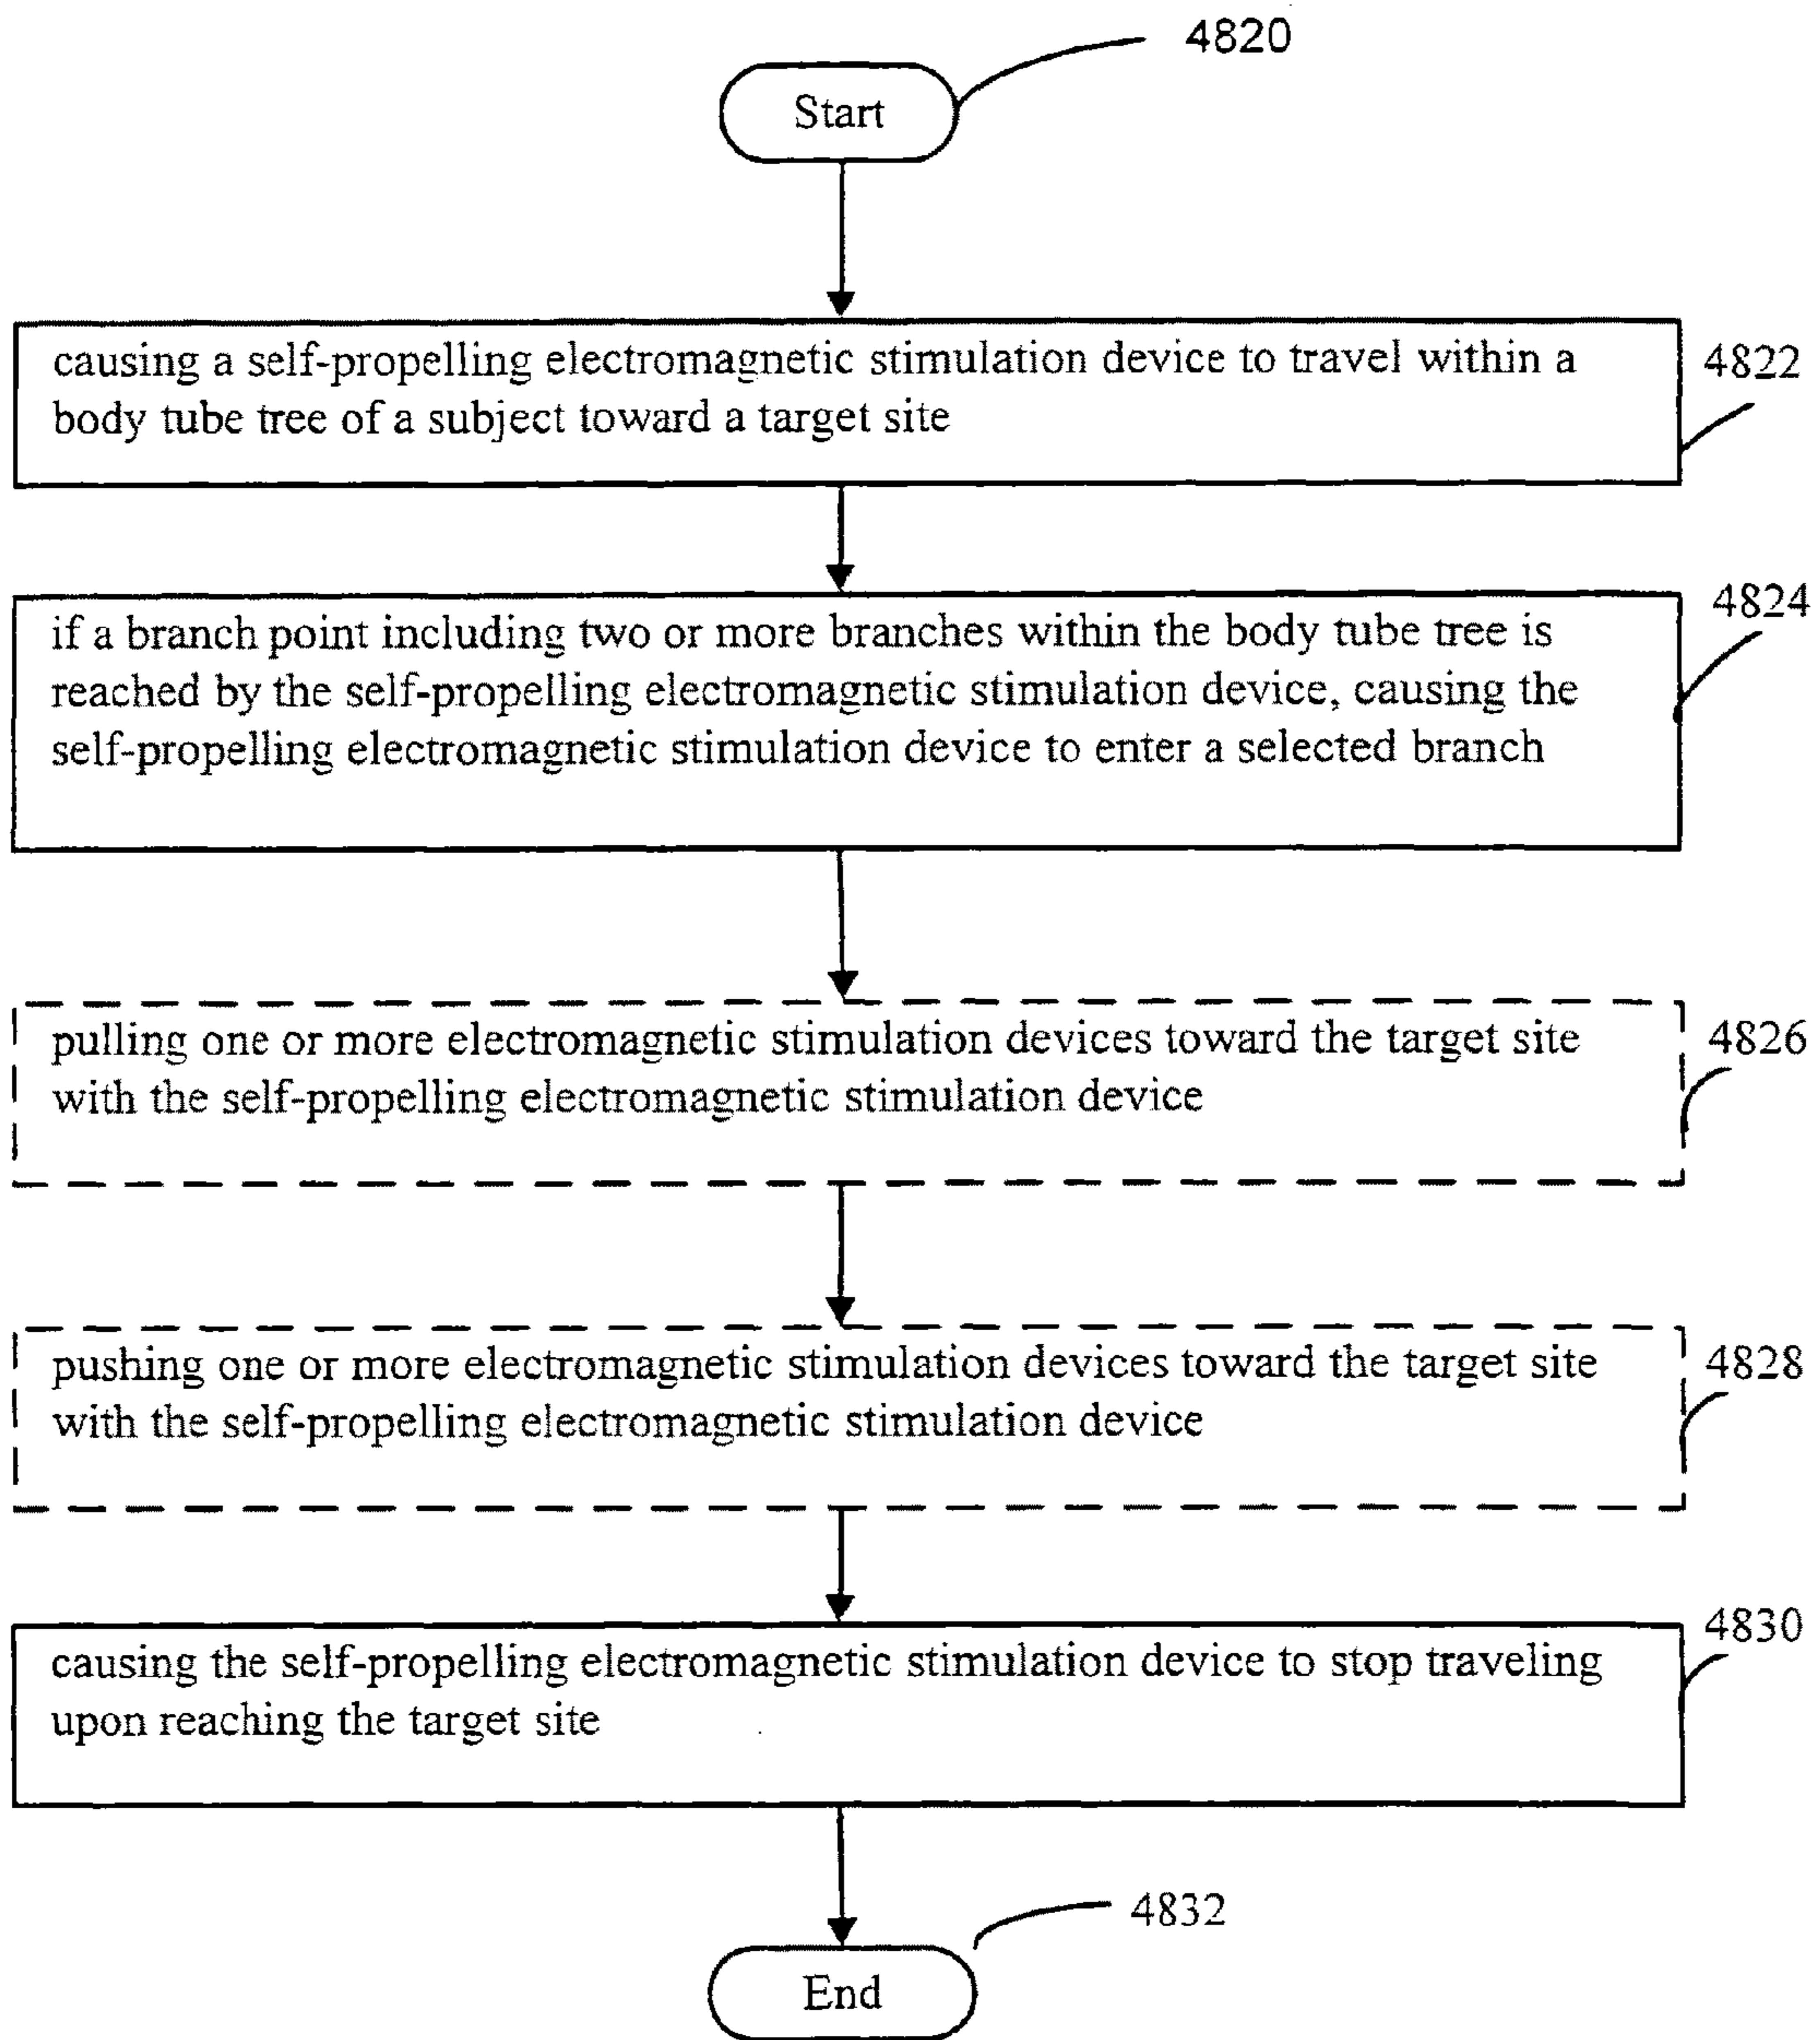 4820
Start
causing a self-propelling electromagnetic stimulation device to travel within a
body tube tree of a subject toward a target site
4822
if a branch point including two or more branches within the body tube tree is
reached by the self-propelling electromagnetic stimulation device, causing the
self-propelling electromagnetic stimulation device to enter a selected branch
4824
pulling one or more electromagnetic stimulation devices toward the target site
with the self-propelling electromagnetic stimulation device
4826
pushing one or more electromagnetic stimulation devices toward the target site
with the self-propelling electromagnetic stimulation device
4828
causing the self-propelling electromagnetic stimulation device to stop traveling
upon reaching the target site
4830
4832
End